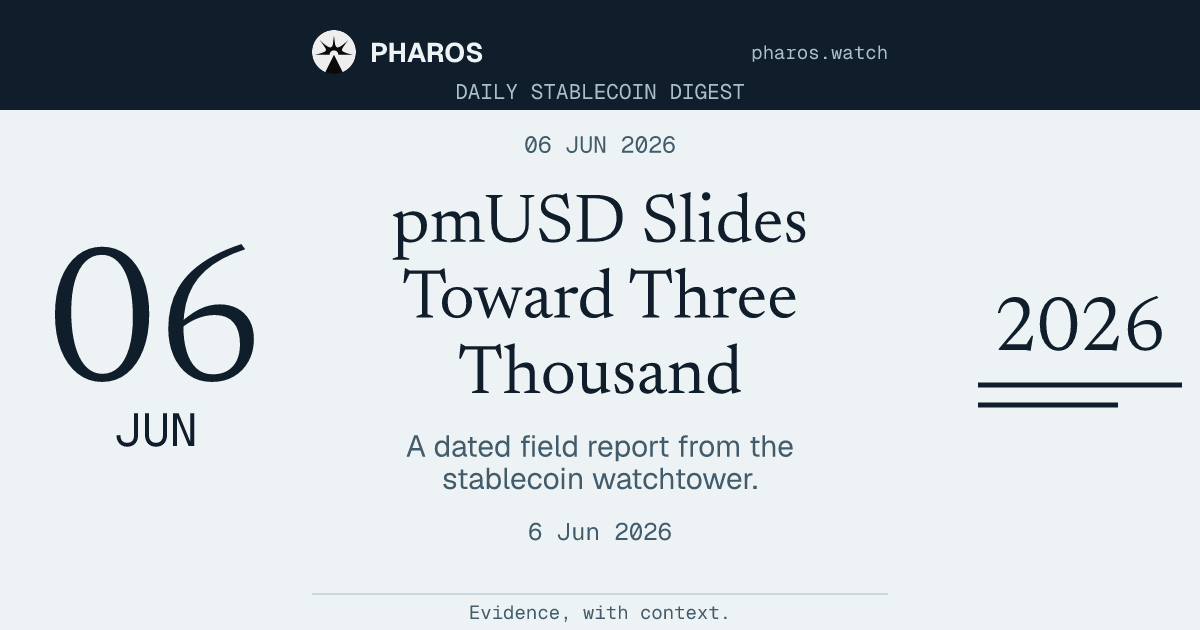 PHAROS
pharos.watch
DAILY STABLECOIN DIGEST
06 JUN 2026
pmUSD Slides
Toward Three
Thousand
A dated field report from the
stablecoin watchtower.
6 Jun 2026
06
JUN
2026
Evidence, with context.